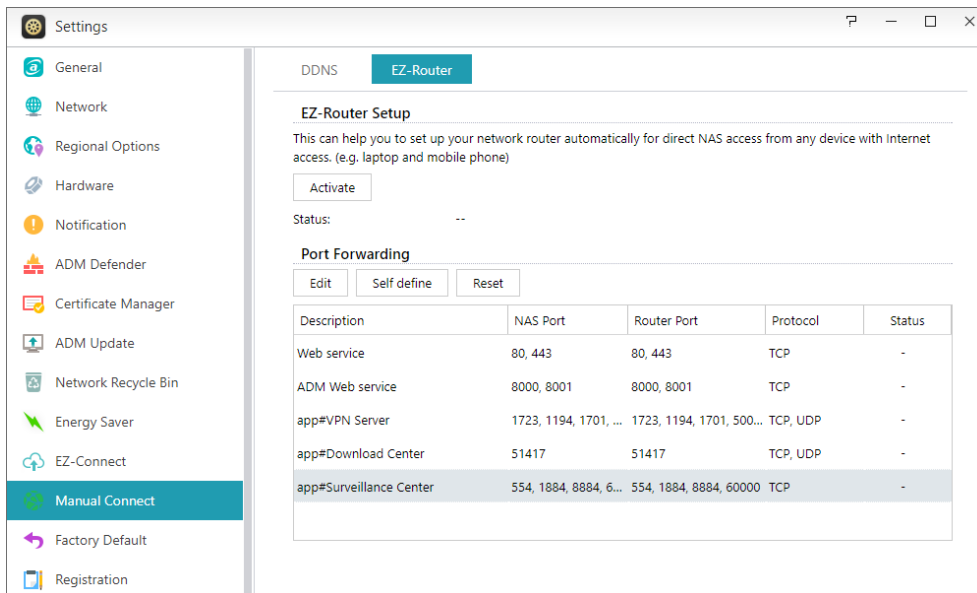 Settings
General
Network
Regional Options
Hardware
Notification
ADM Defender
Certificate Manager
ADM Update
Network Recycle Bin
Energy Saver
EZ-Connect
Manual Connect
Factory Default
Registration
DDNS EZ-Router
EZ-Router Setup
This can help you to set up your network router automatically for direct NAS access from any device with Internet
access. (e.g. laptop and mobile phone)
Activate
Status: --
Port Forwarding
Edit Self define Reset
Description NAS Port Router Port Protocol Status
Web service 80, 443 80, 443 TCP -
ADM Web service 8000, 8001 8000, 8001 TCP -
app#VPN Server 1723, 1194, 1701, ... 1723, 1194, 1701, 500... TCP, UDP -
app#Download Center 51417 51417 TCP, UDP -
app#Surveillance Center 554, 1884, 8884, 6... 554, 1884, 8884, 60000 TCP -